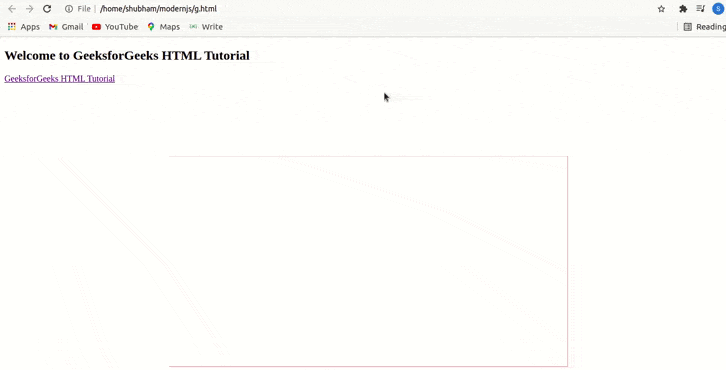 File /home/shubham/modernjs/g.html
S
Apps Gmail YouTube Maps Write Reading
Welcome to GeeksforGeeks HTML Tutorial
GeeksforGeeks HTML Tutorial